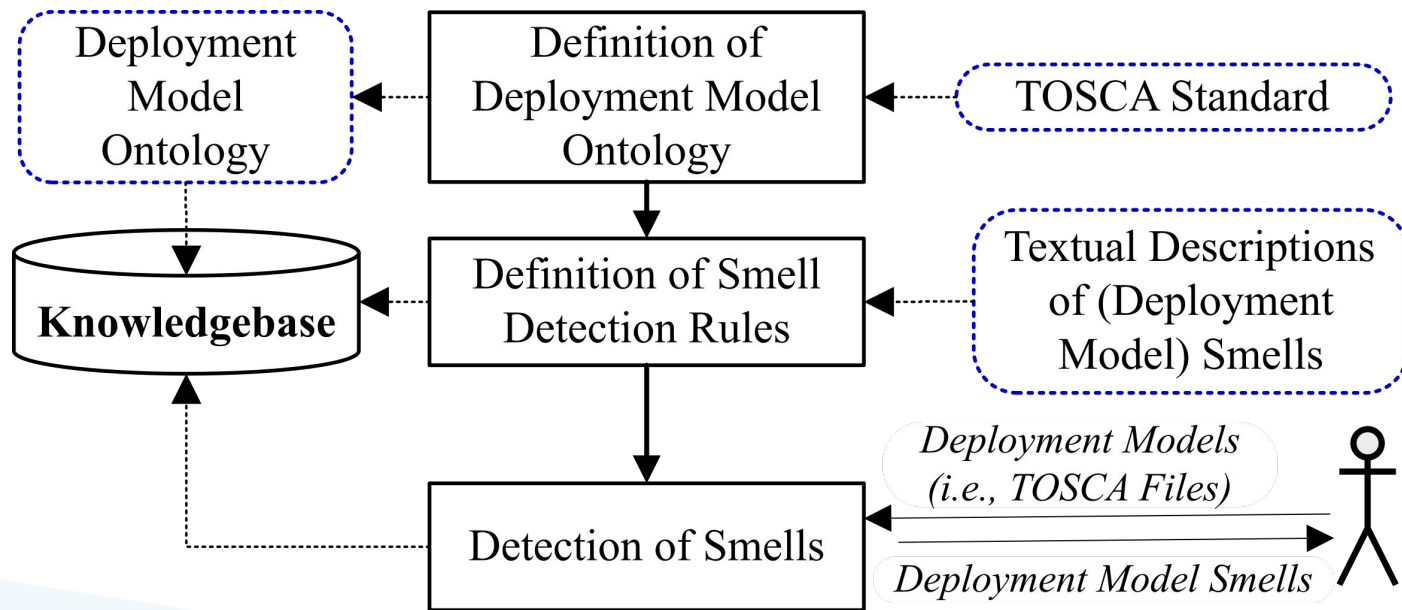 Deployment
Model
Ontology
Definition of
Deployment Model
Ontology
TOSCA Standard
Knowledgebase
Definition of Smell
Detection Rules
Textual Descriptions
of (Deployment
Model) Smells
Detection of Smells
Deployment Models
(i.e., TOSCA Files)
Deployment Model Smells